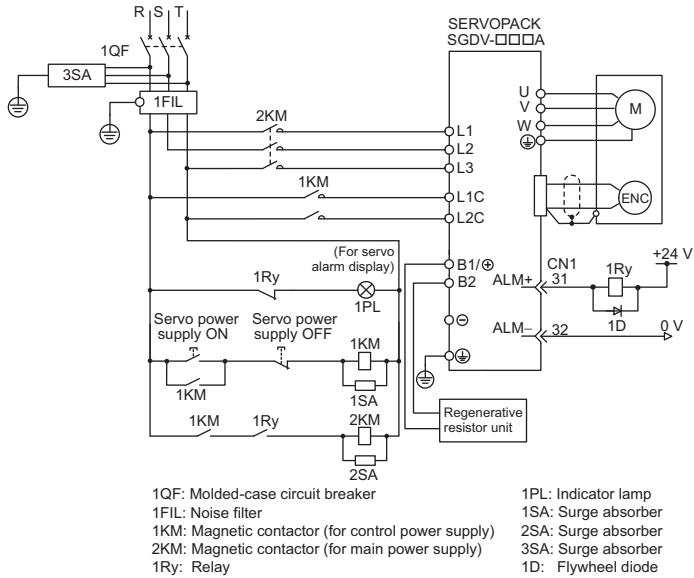 R S T
1QF
3SA
1FIL
2KM
1KM
SERVOPACK
SGDV-□□□A
U
V
W
M
ENC
L1
L2
L3
L1C
L2C
B1/⊕
B2
⊖
(For servo
alarm display)
1Ry
1PL
Servo power
supply ON
Servo power
supply OFF
1KM
1KM
1SA
1KM
1Ry
2KM
2SA
CN1
ALM+
31
1Ry
+24 V
1D
ALM−
32
0 V
Regenerative
resistor unit
1QF: Molded-case circuit breaker
1FIL: Noise filter
1KM: Magnetic contactor (for control power supply)
2KM: Magnetic contactor (for main power supply)
1Ry: Relay
1PL: Indicator lamp
1SA: Surge absorber
2SA: Surge absorber
3SA: Surge absorber
1D: Flywheel diode